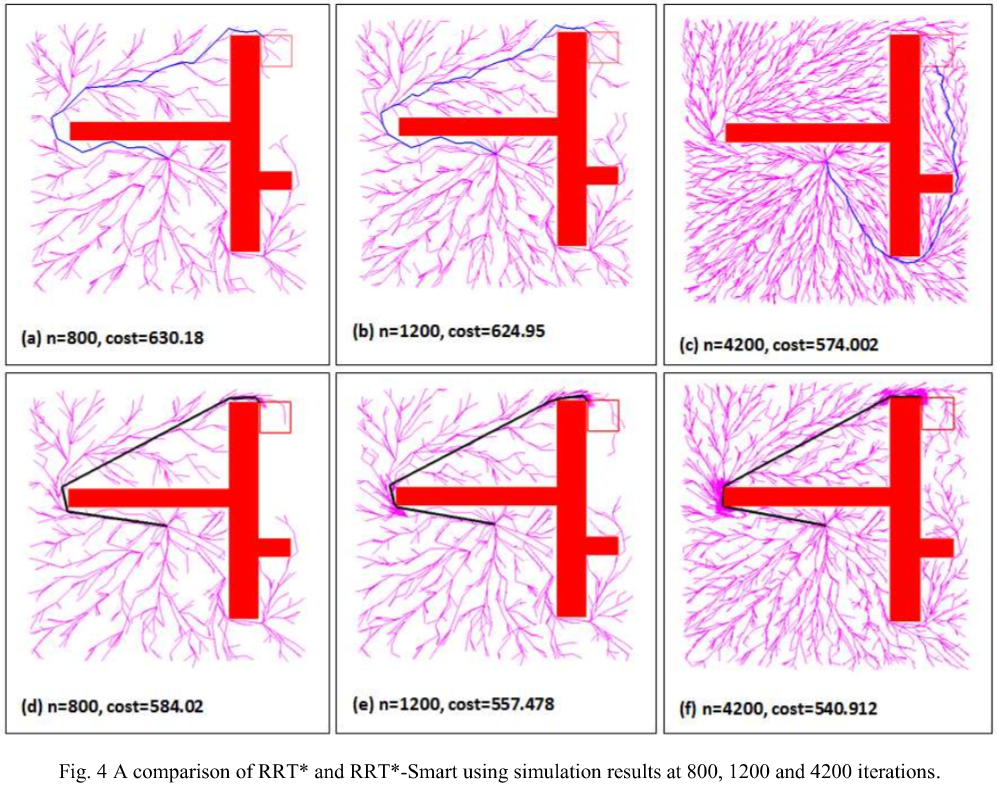 (a) n=800, cost=630.18
(b) n=1200, cost=624.95
(c) n=4200, cost=574.002
(d) n=800, cost=584.02
(e) n=1200, cost=557.478
(f) n=4200, cost=540.912
Fig. 4 A comparison of RRT* and RRT*-Smart using simulation results at 800, 1200 and 4200 iterations.